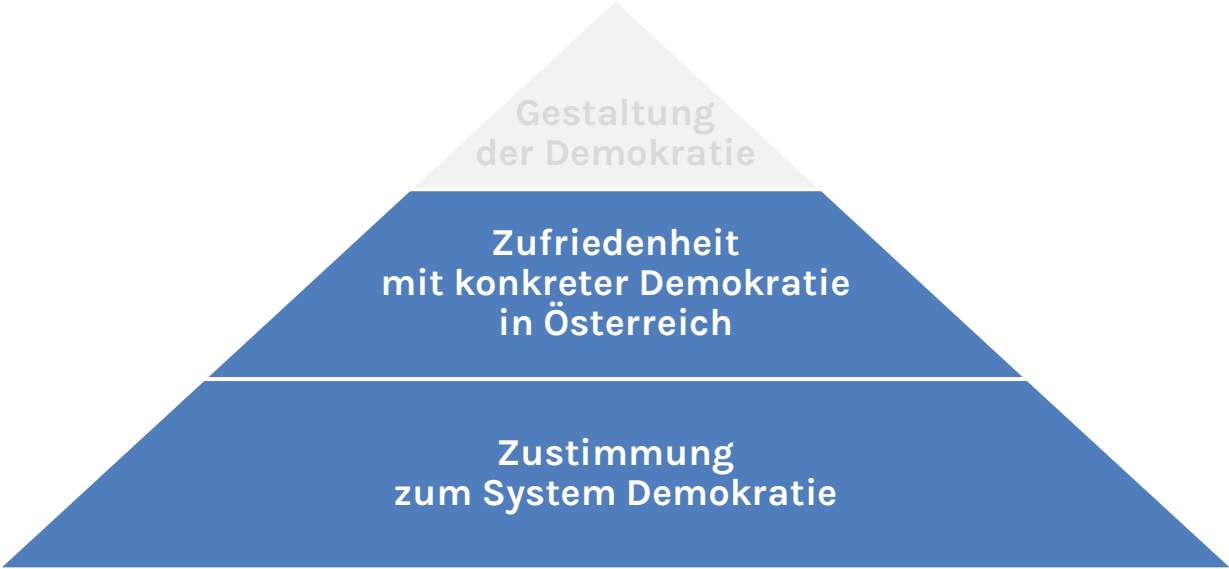 Gestaltung
der Demokratie
Zufriedenheit
mit konkreter Demokratie
in Österreich
Zustimmung
zum System Demokratie